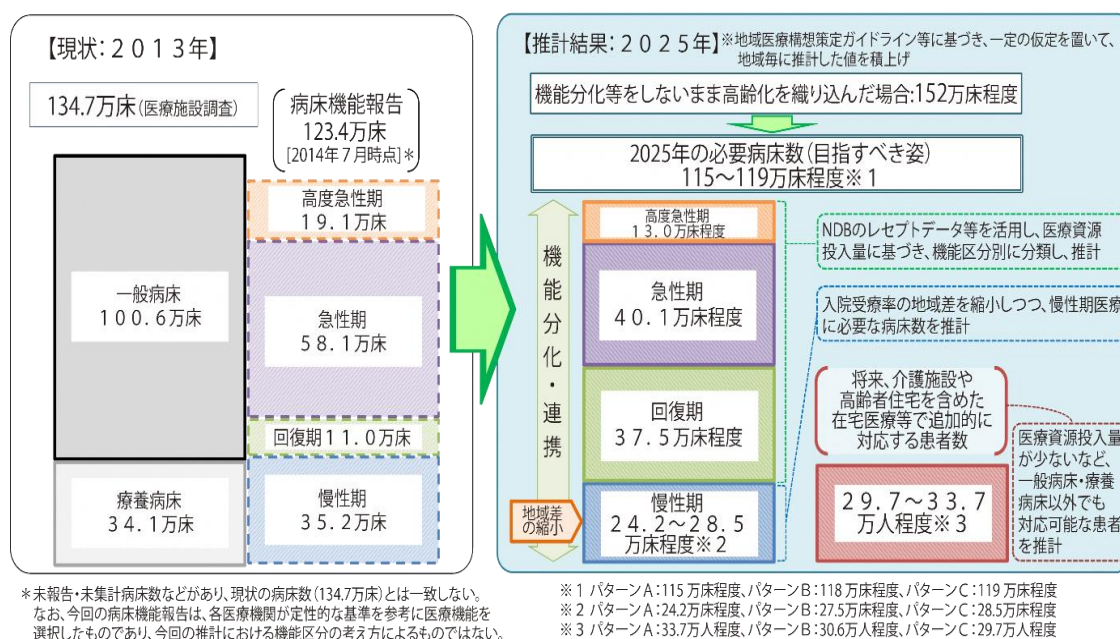 【現状：２０１３年】
134.7万床（医療施設調査）
病床機能報告
123.4万床
［2014年７月時点］＊
高度急性期
１９.１万床
一般病床
１００.６万床
急性期
５８.１万床
回復期１１.０万床
療養病床
３４.１万床
慢性期
３５.２万床
＊未報告・未集計病床数などがあり、現状の病床数（134.7万床）とは一致しない。
なお、今回の病床機能報告は、各医療機関が定性的な基準を参考に医療機能を
選択したものであり、今回の推計における機能区分の考え方によるものではない。
【推計結果：２０２５年】※地域医療構想策定ガイドライン等に基づき、一定の仮定を置いて、
地域毎に推計した値を積上げ
機能分化等をしないまま高齢化を織り込んだ場合：152万床程度
2025年の必要病床数（目指すべき姿）
115～119万床程度※１
機能分化・連携
地域差
の縮小
高度急性期
１３.０万床程度
急性期
４０.１万床程度
回復期
３７.５万床程度
慢性期
２４.２～２８.５
万床程度※２
NDBのレセプトデータ等を活用し、医療資源
投入量に基づき、機能区分別に分類し、推計
入院受療率の地域差を縮小しつつ、慢性期医療
に必要な病床数を推計
将来、介護施設や
高齢者住宅を含めた
在宅医療等で追加的に
対応する患者数
２９.７～３３.７
万人程度※３
医療資源投入量
が少ないなど、
一般病床・療養
病床以外でも
対応可能な患者
を推計
※１ パターンＡ：115万床程度、パターンＢ：118万床程度、パターンＣ：119万床程度
※２ パターンＡ：24.2万床程度、パターンＢ：27.5万床程度、パターンＣ：28.5万床程度
※３ パターンＡ：33.7万人程度、パターンＢ：30.6万人程度、パターンＣ：29.7万人程度